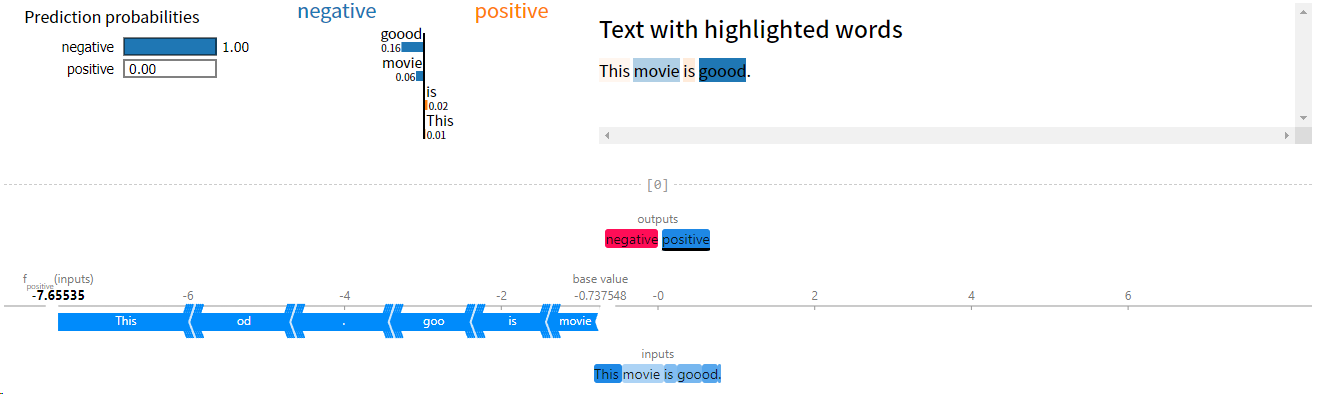 Prediction probabilities
negative 1.00
positive 0.00
negative positive
goood
0.16
movie
0.06
is
0.02
This
0.01
Text with highlighted words
This movie is goood.
[0]
outputs
negative positive
f positive (inputs) base value
-7.65535 -6 -4 -2 -0.737548 -0 2 4 6
This od . goo is movie
inputs
This movie is goood.